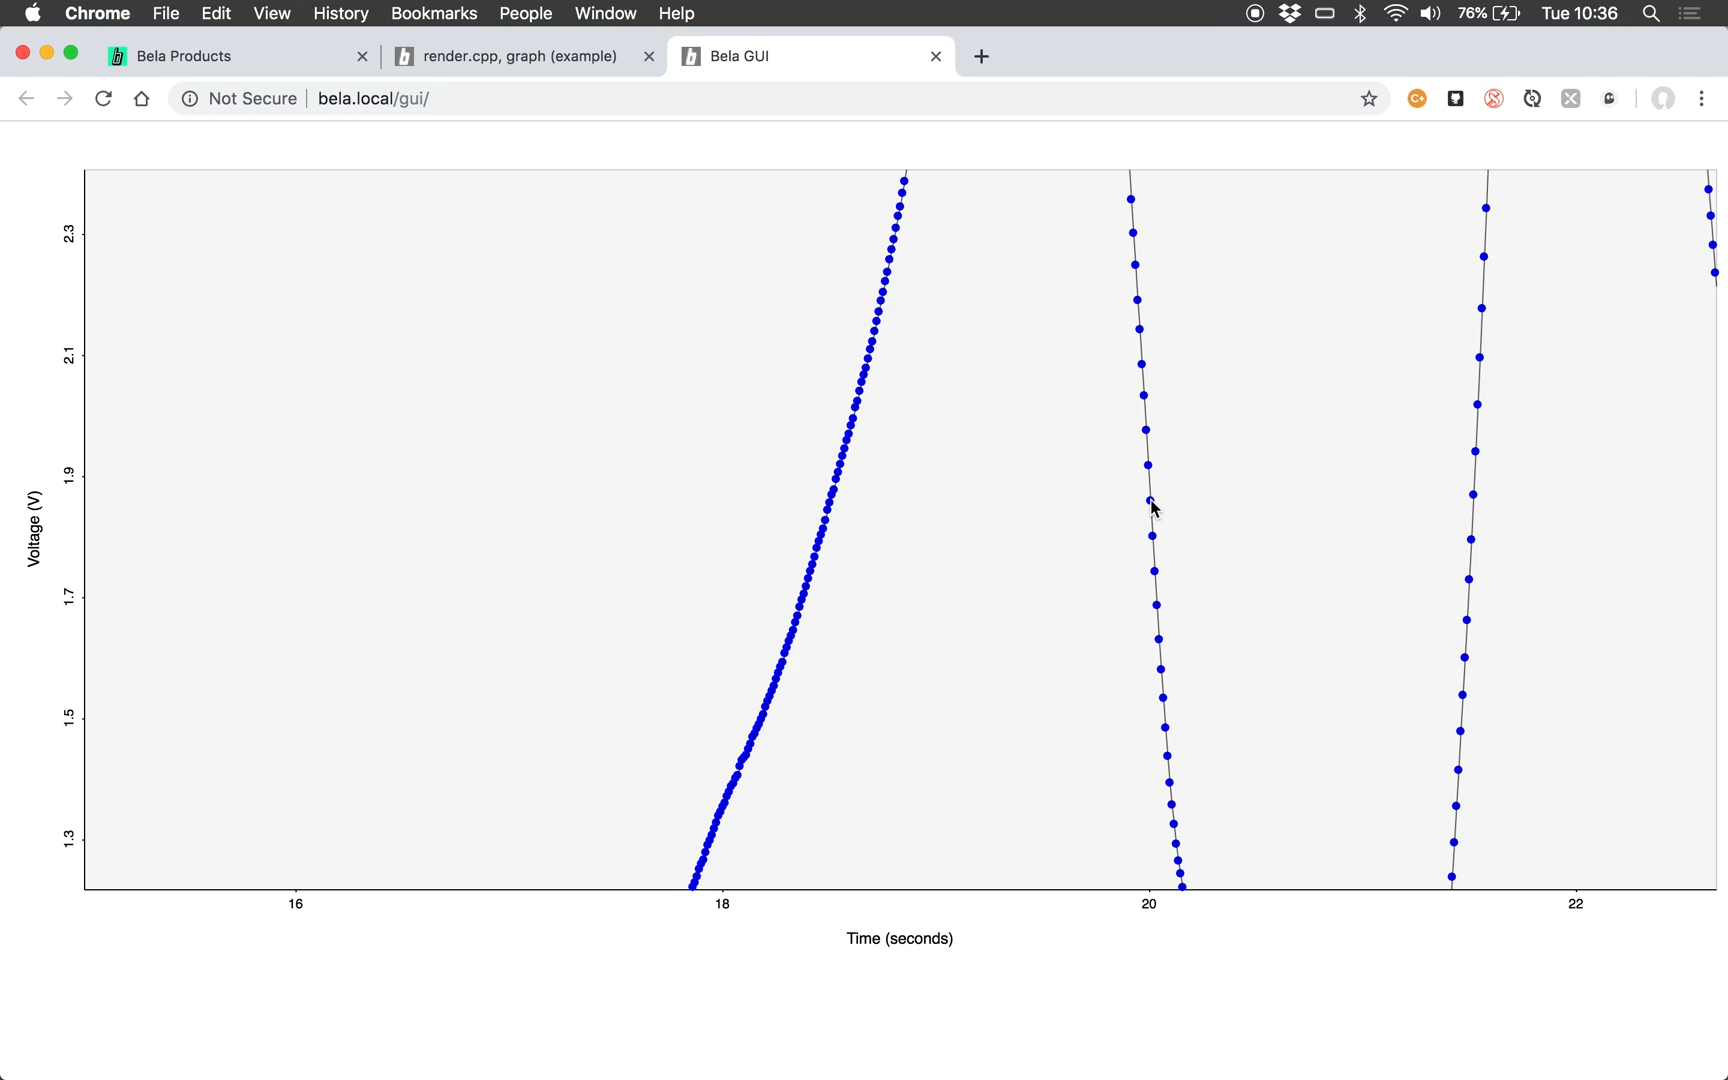 Chrome File Edit View History Bookmarks People Window Help 76% Tue 10:36
Bela Products render.cpp, graph (example) Bela GUI
Not Secure bela.local/gui/
2.3
2.1
1.9
1.7
1.5
1.3
Voltage (V)
16 18 20 22
Time (seconds)